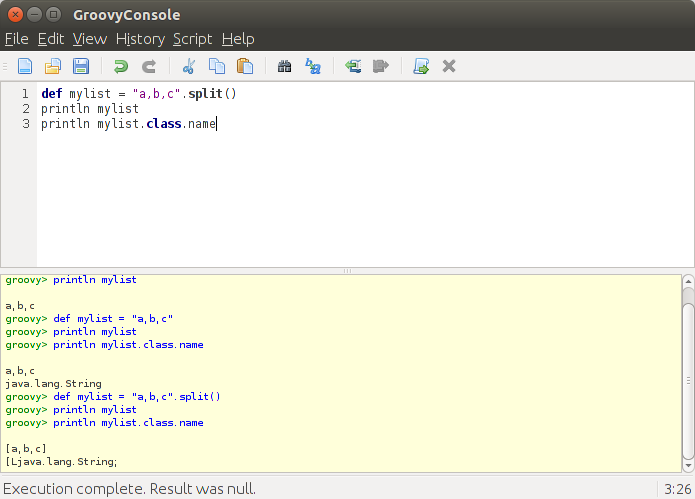 GroovyConsole
File Edit View History Script Help
1 def mylist = "a,b,c".split()
2 println mylist
3 println mylist.class.name
groovy> println mylist
a,b,c
groovy> def mylist = "a,b,c"
groovy> println mylist
groovy> println mylist.class.name
a,b,c
java.lang.String
groovy> def mylist = "a,b,c".split()
groovy> println mylist
groovy> println mylist.class.name
[a,b,c]
[Ljava.lang.String;
Execution complete. Result was null. 3:26